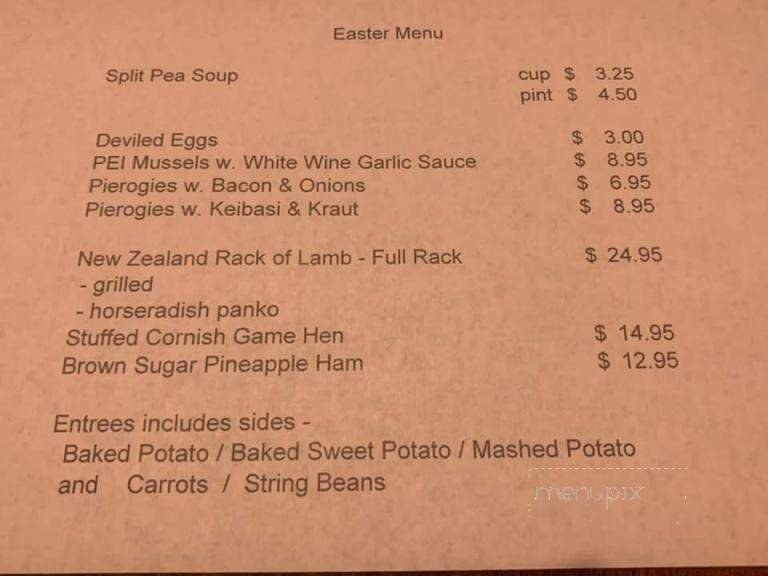 Easter Menu
Split Pea Soup cup $ 3.25
pint $ 4.50
Deviled Eggs $ 3.00
PEI Mussels w. White Wine Garlic Sauce $ 8.95
Pierogies w. Bacon & Onions $ 6.95
Pierogies w. Keibasi & Kraut $ 8.95
New Zealand Rack of Lamb - Full Rack $ 24.95
- grilled
- horseradish panko
Stuffed Cornish Game Hen $ 14.95
Brown Sugar Pineapple Ham $ 12.95
Entrees includes sides -
Baked Potato / Baked Sweet Potato / Mashed Potato
and Carrots / String Beans
menupix